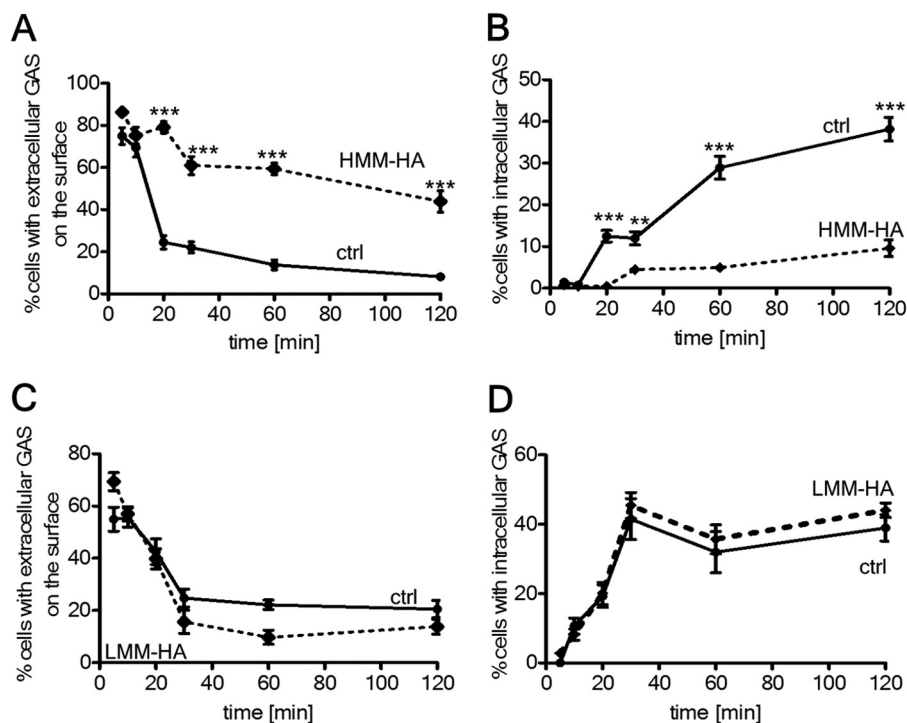 A
%cells with extracellular GAS
on the surface
100
80
60
40
20
0
***
***
***
***
HMM-HA
ctrl
0 20 40 60 80 100 120
time [min]
B
%cells with intracellular GAS
50
40
30
20
10
0
***
**
***
***
ctrl
HMM-HA
0 20 40 60 80 100 120
time [min]
C
%cells with extracellular GAS
on the surface
80
60
40
20
0
ctrl
LMM-HA
0 20 40 60 80 100 120
time [min]
D
%cells with intracellular GAS
60
40
20
0
LMM-HA
ctrl
0 20 40 60 80 100 120
time [min]